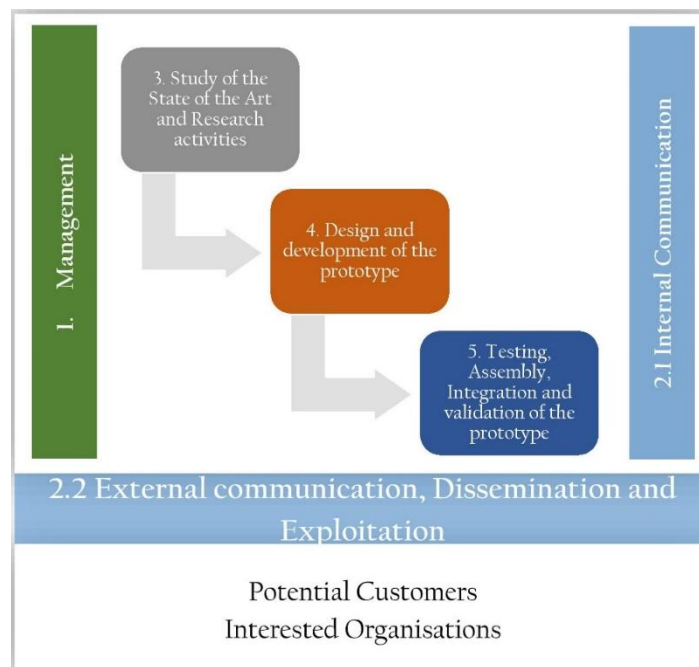 1. Management
3. Study of the
State of the Art
and Research
activities
4. Design and
development of the
prototype
5. Testing,
Assembly,
Integration and
validation of the
prototype
2.1 Internal Communication
2.2 External communication, Dissemination and
Exploitation
Potential Customers
Interested Organisations